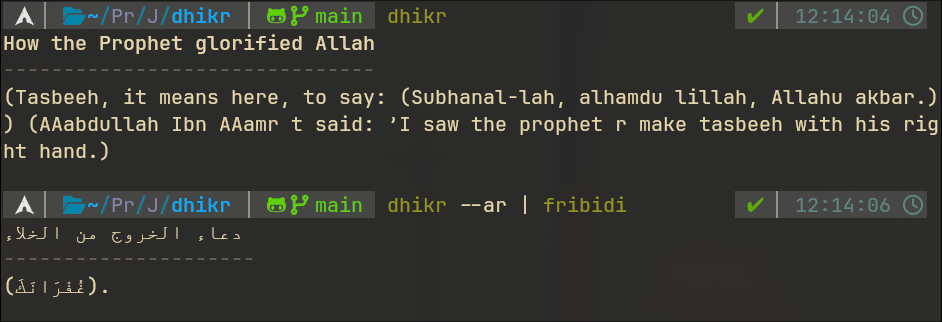 ~/Pr/J/dhikr main dhikr ✔ 12:14:04
How the Prophet glorified Allah
-------------------------------
(Tasbeeh, it means here, to say: (Subhanal-lah, alhamdu lillah, Allahu akbar.)
) (AAabdullah Ibn AAamr t said: ’I saw the prophet r make tasbeeh with his rig
ht hand.)
~/Pr/J/dhikr main dhikr --ar | fribidi ✔ 12:14:06
دعاء الخروج من الخلاء
---------------------
(غُفْرَانَكَ).